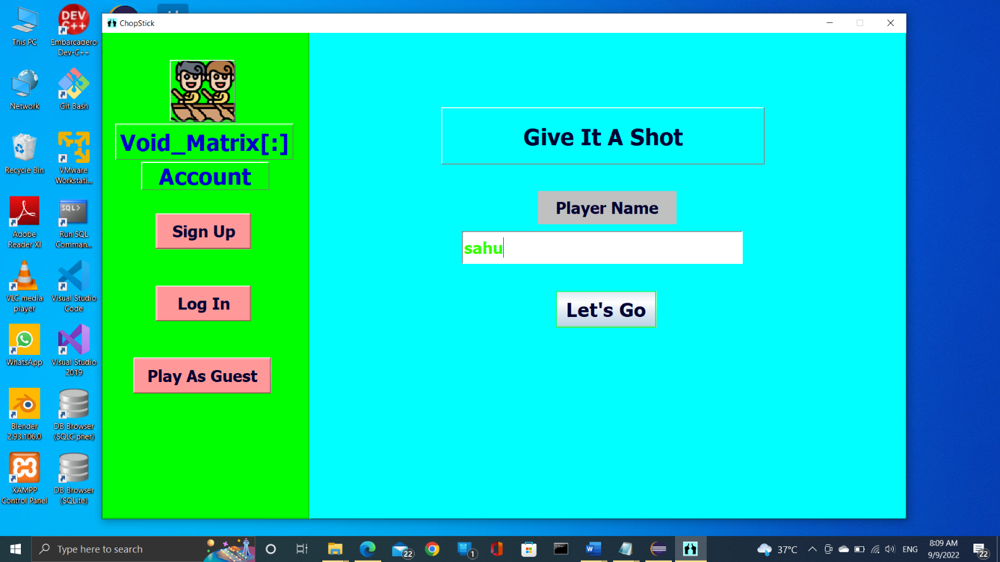 ChopStick
This PC
DEV
C++
Embarcadero
Dev-C++
Network
Git Bash
Recycle Bin
VMware
Workstati...
Adobe
Reader XI
SQL>
Run SQL
Comman...
VLC media
player
Visual Studio
Code
WhatsApp
Visual Studio
2019
Blender
2.93.106.0
DB Browser
(SQLCipher)
XAMPP
Control Panel
DB Browser
(SQLite)
Void_Matrix[:]
Account
Sign Up
Log In
Play As Guest
Give It A Shot
Player Name
sahu
Let's Go
Type here to search
22
1
37°C
ENG
8:09 AM
9/9/2022
22